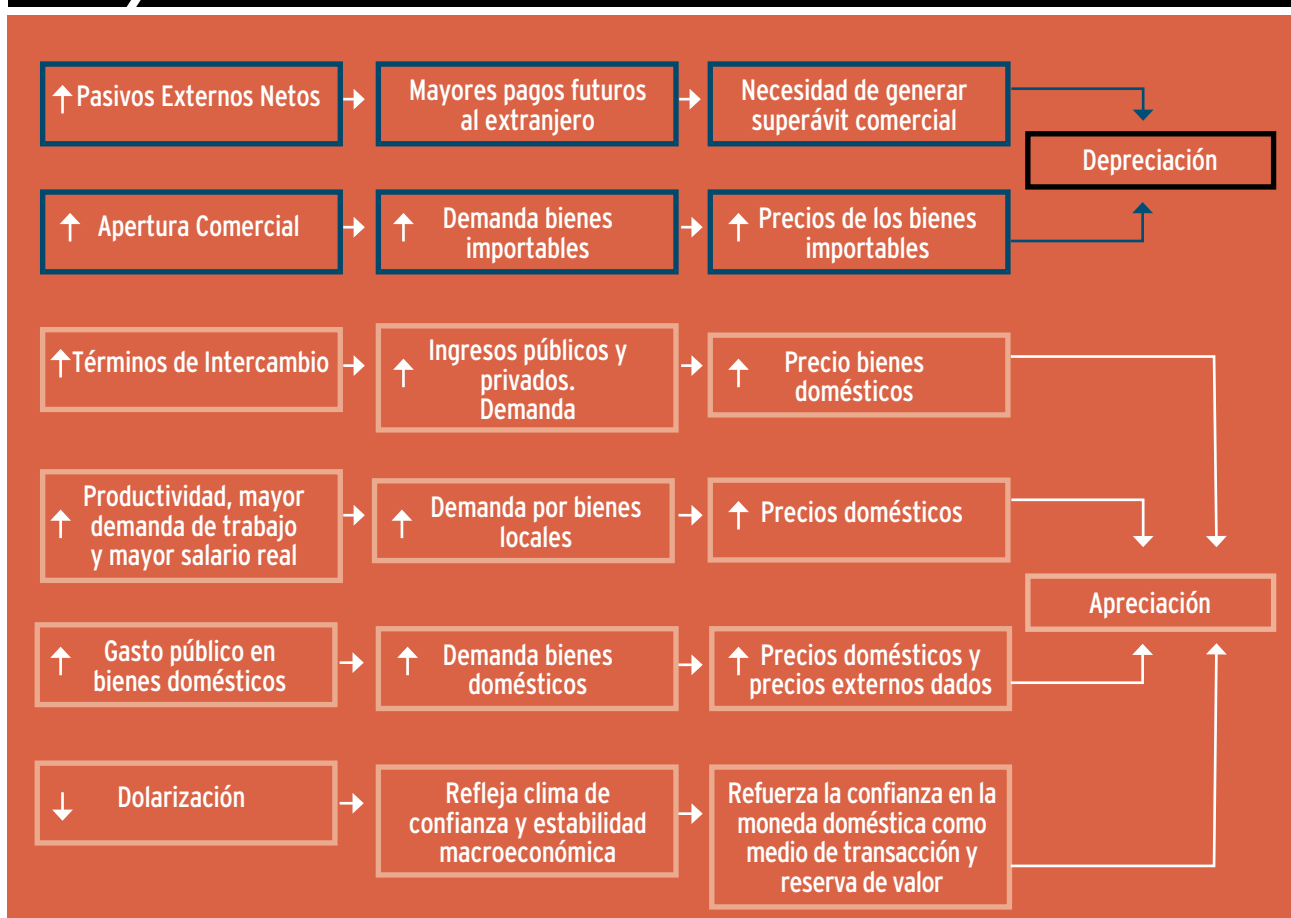 ↑ Pasivos Externos Netos
Mayores pagos futuros
al extranjero
Necesidad de generar
superávit comercial
Depreciación
↑ Apertura Comercial
↑ Demanda bienes
importables
↑ Precios de los bienes
importables
↑ Términos de Intercambio
↑ Ingresos públicos y
privados.
Demanda
↑ Precio bienes
domésticos
↑ Productividad, mayor
demanda de trabajo
y mayor salario real
↑ Demanda por bienes
locales
↑ Precios domésticos
Apreciación
↑ Gasto público en
bienes domésticos
↑ Demanda bienes
domésticos
↑ Precios domésticos y
precios externos dados
↓ Dolarización
Refleja clima de
confianza y estabilidad
macroeconómica
Refuerza la confianza en la
moneda doméstica como
medio de transacción y
reserva de valor